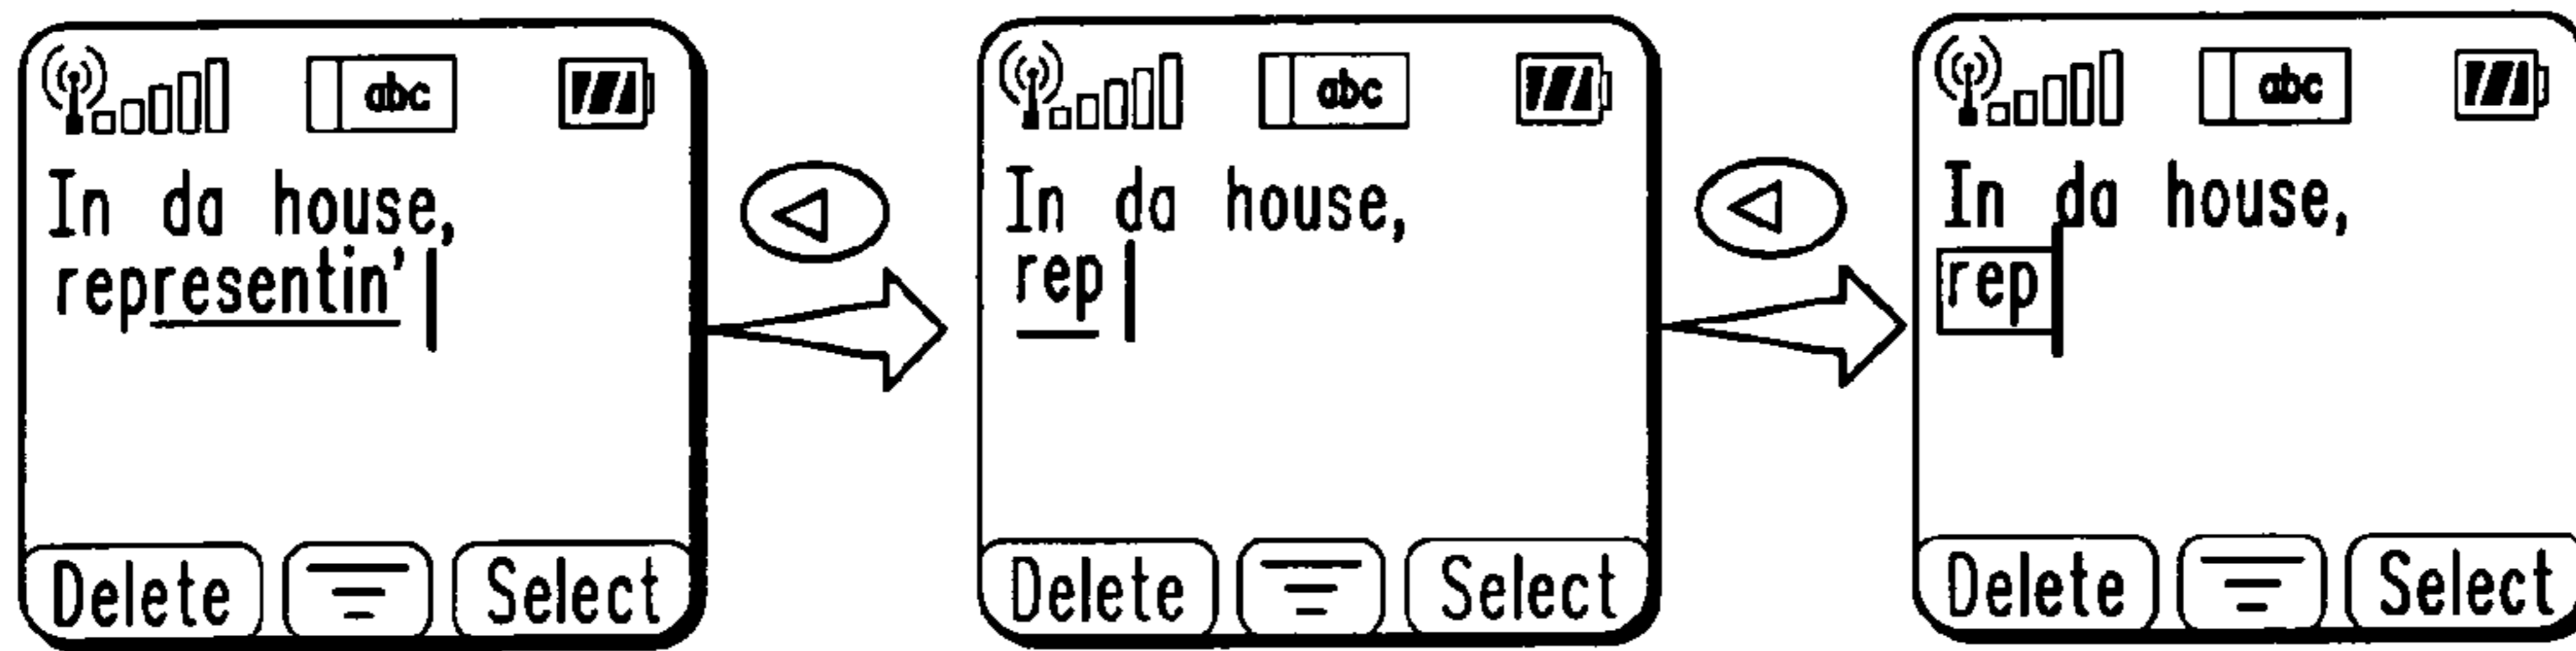 abc
In da house,
representin'
Delete
Select
abc
In da house,
rep
Delete
Select
abc
In da house,
rep
Delete
Select